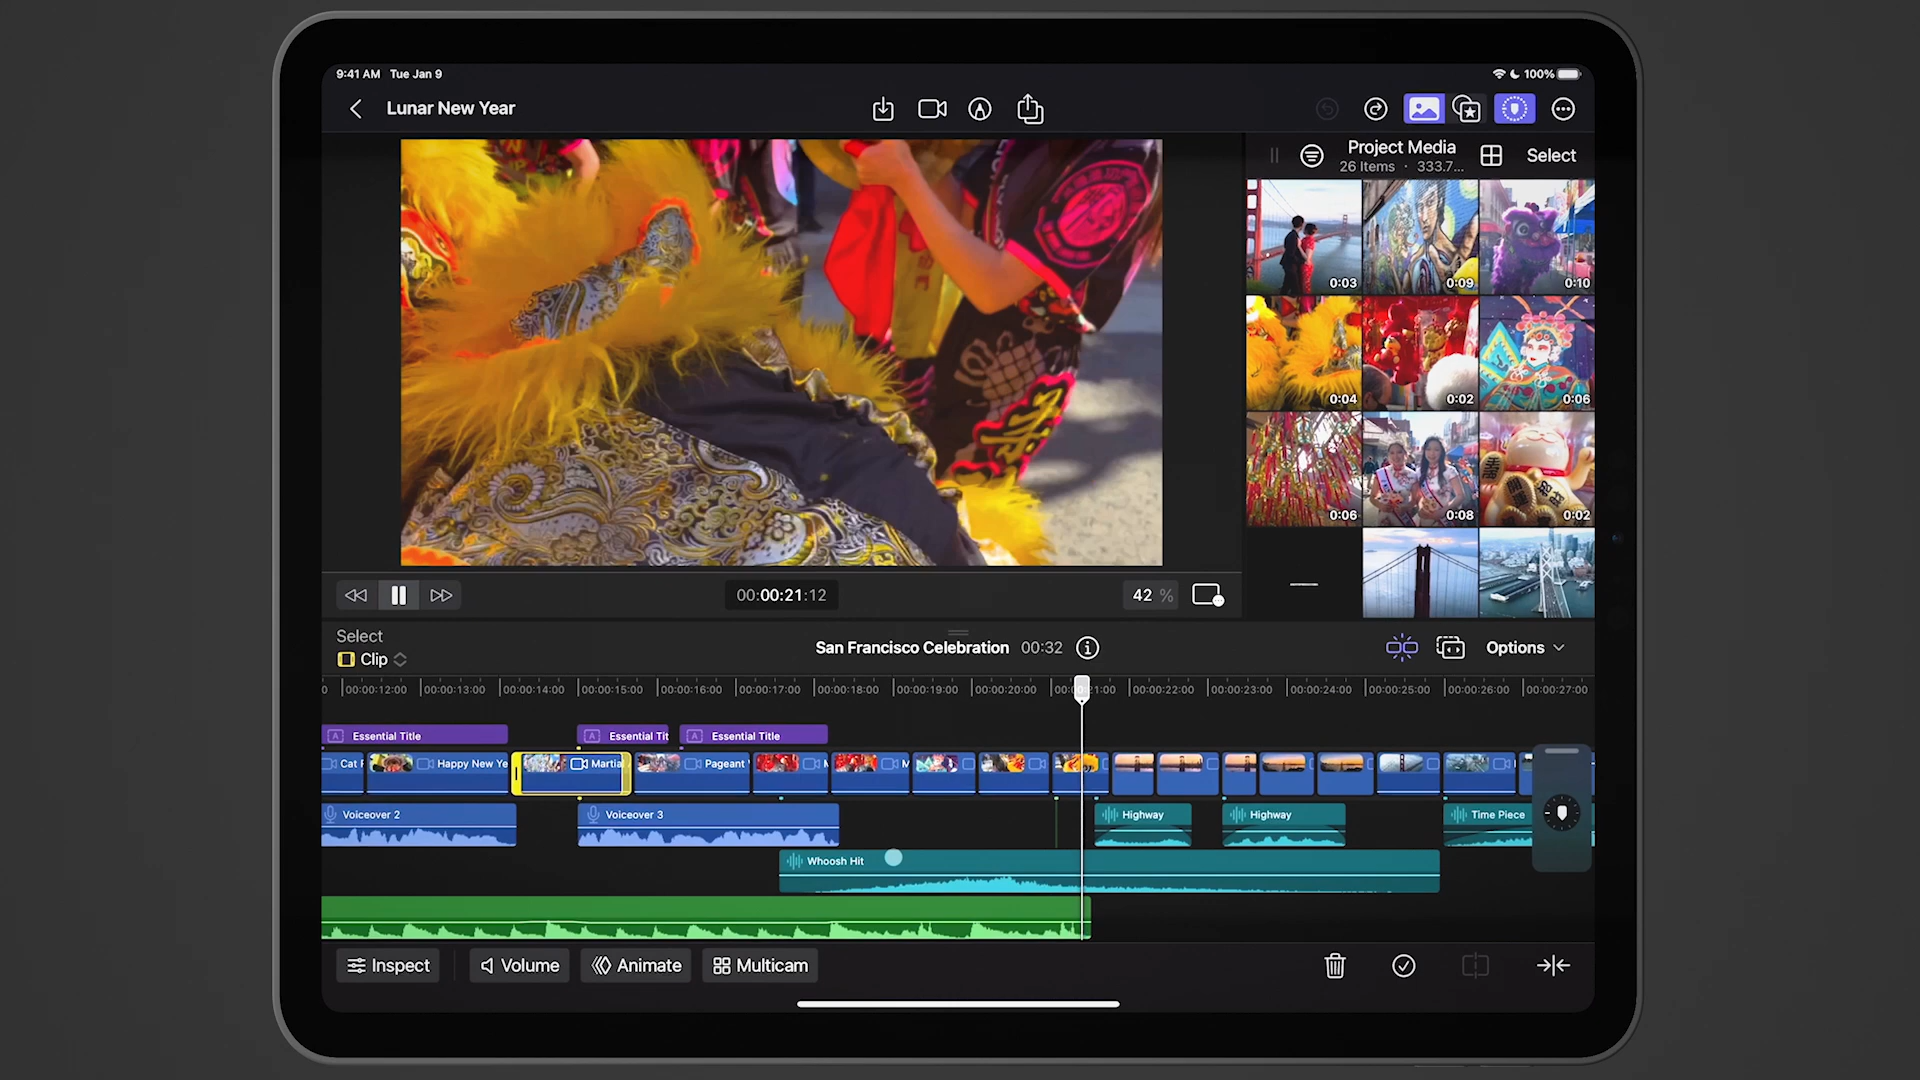 9:41 AM Tue Jan 9
100%
Lunar New Year
Project Media
26 Items · 333.7...
Select
0:03
0:09
0:10
0:04
0:02
0:06
0:06
0:08
0:02
00:00:21:12
42 %
Select
Clip
San Francisco Celebration 00:32
Options
0
00:00:12:00
00:00:13:00
00:00:14:00
00:00:15:00
00:00:16:00
00:00:17:00
00:00:18:00
00:00:19:00
00:00:20:00
00:00:22:00
00:00:23:00
00:00:24:00
00:00:25:00
00:00:26:00
00:00:27:00
Essential Title
Essential Tit
Essential Title
Cat
Happy New Ye
Martial
Pageant
Voiceover 2
Voiceover 3
Highway
Highway
Time Piece
Whoosh Hit
Inspect
Volume
Animate
Multicam